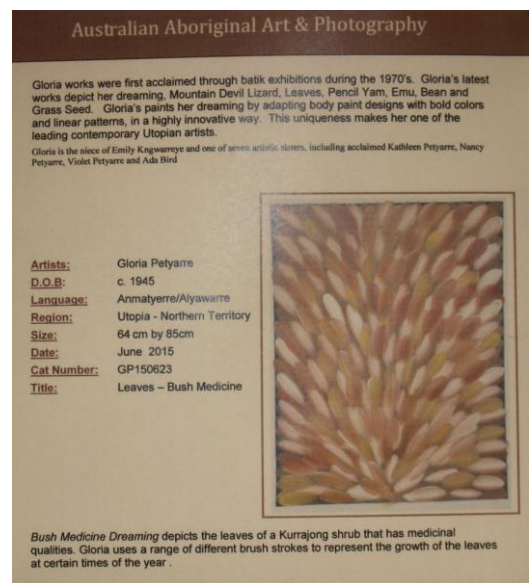 Australian Aboriginal Art & Photography
Gloria works were first acclaimed through batik exhibitions during the 1970's. Gloria's latest
works depict her dreaming, Mountain Devil Lizard, Leaves, Pencil Yam, Emu, Bean and
Grass Seed. Gloria's paints her dreaming by adapting body paint designs with bold colors
and linear patterns, in a highly innovative way. This uniqueness makes her one of the
leading contemporary Utopian artists.
Gloria is the niece of Emily Kngwarreye and one of seven artistic sisters, including acclaimed Kathleen Petyarre, Nancy
Petyarre, Violet Petyarre and Ada Bird
Artists: Gloria Petyarre
D.O.B: c. 1945
Language: Anmatyerre/Alyawarre
Region: Utopia - Northern Territory
Size: 64 cm by 85cm
Date: June 2015
Cat Number: GP150623
Title: Leaves – Bush Medicine
Bush Medicine Dreaming depicts the leaves of a Kurrajong shrub that has medicinal
qualities. Gloria uses a range of different brush strokes to represent the growth of the leaves
at certain times of the year .